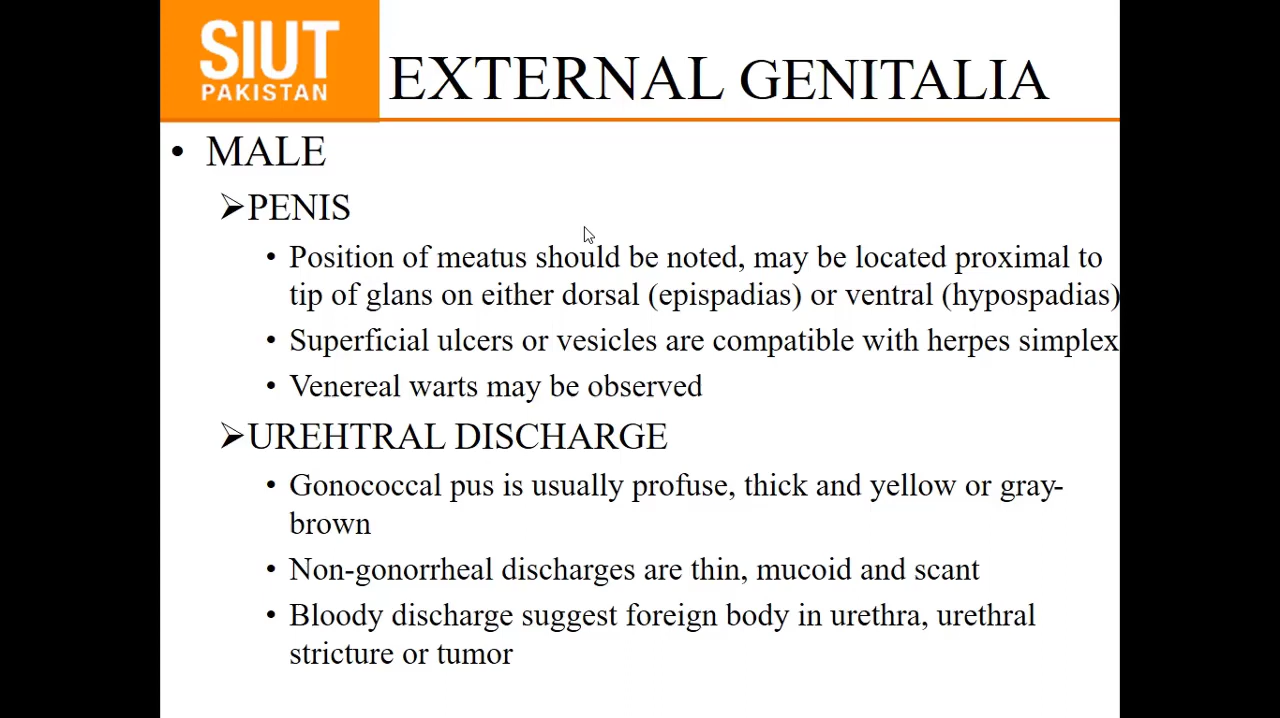 SIUT
PAKISTAN
EXTERNAL GENITALIA
• MALE
➢PENIS
• Position of meatus should be noted, may be located proximal to
tip of glans on either dorsal (epispadias) or ventral (hypospadias)
• Superficial ulcers or vesicles are compatible with herpes simplex
• Venereal warts may be observed
➢UREHTRAL DISCHARGE
• Gonococcal pus is usually profuse, thick and yellow or gray-
brown
• Non-gonorrheal discharges are thin, mucoid and scant
• Bloody discharge suggest foreign body in urethra, urethral
stricture or tumor